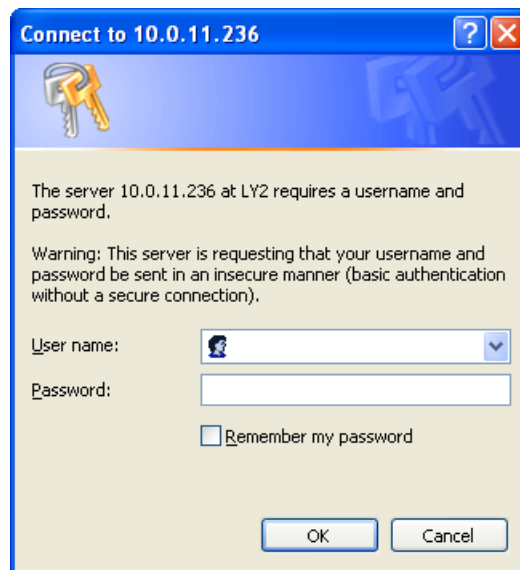 Connect to 10.0.11.236
?
The server 10.0.11.236 at LY2 requires a username and
password.
Warning: This server is requesting that your username and
password be sent in an insecure manner (basic authentication
without a secure connection).
User name:
Password:
Remember my password
OK
Cancel